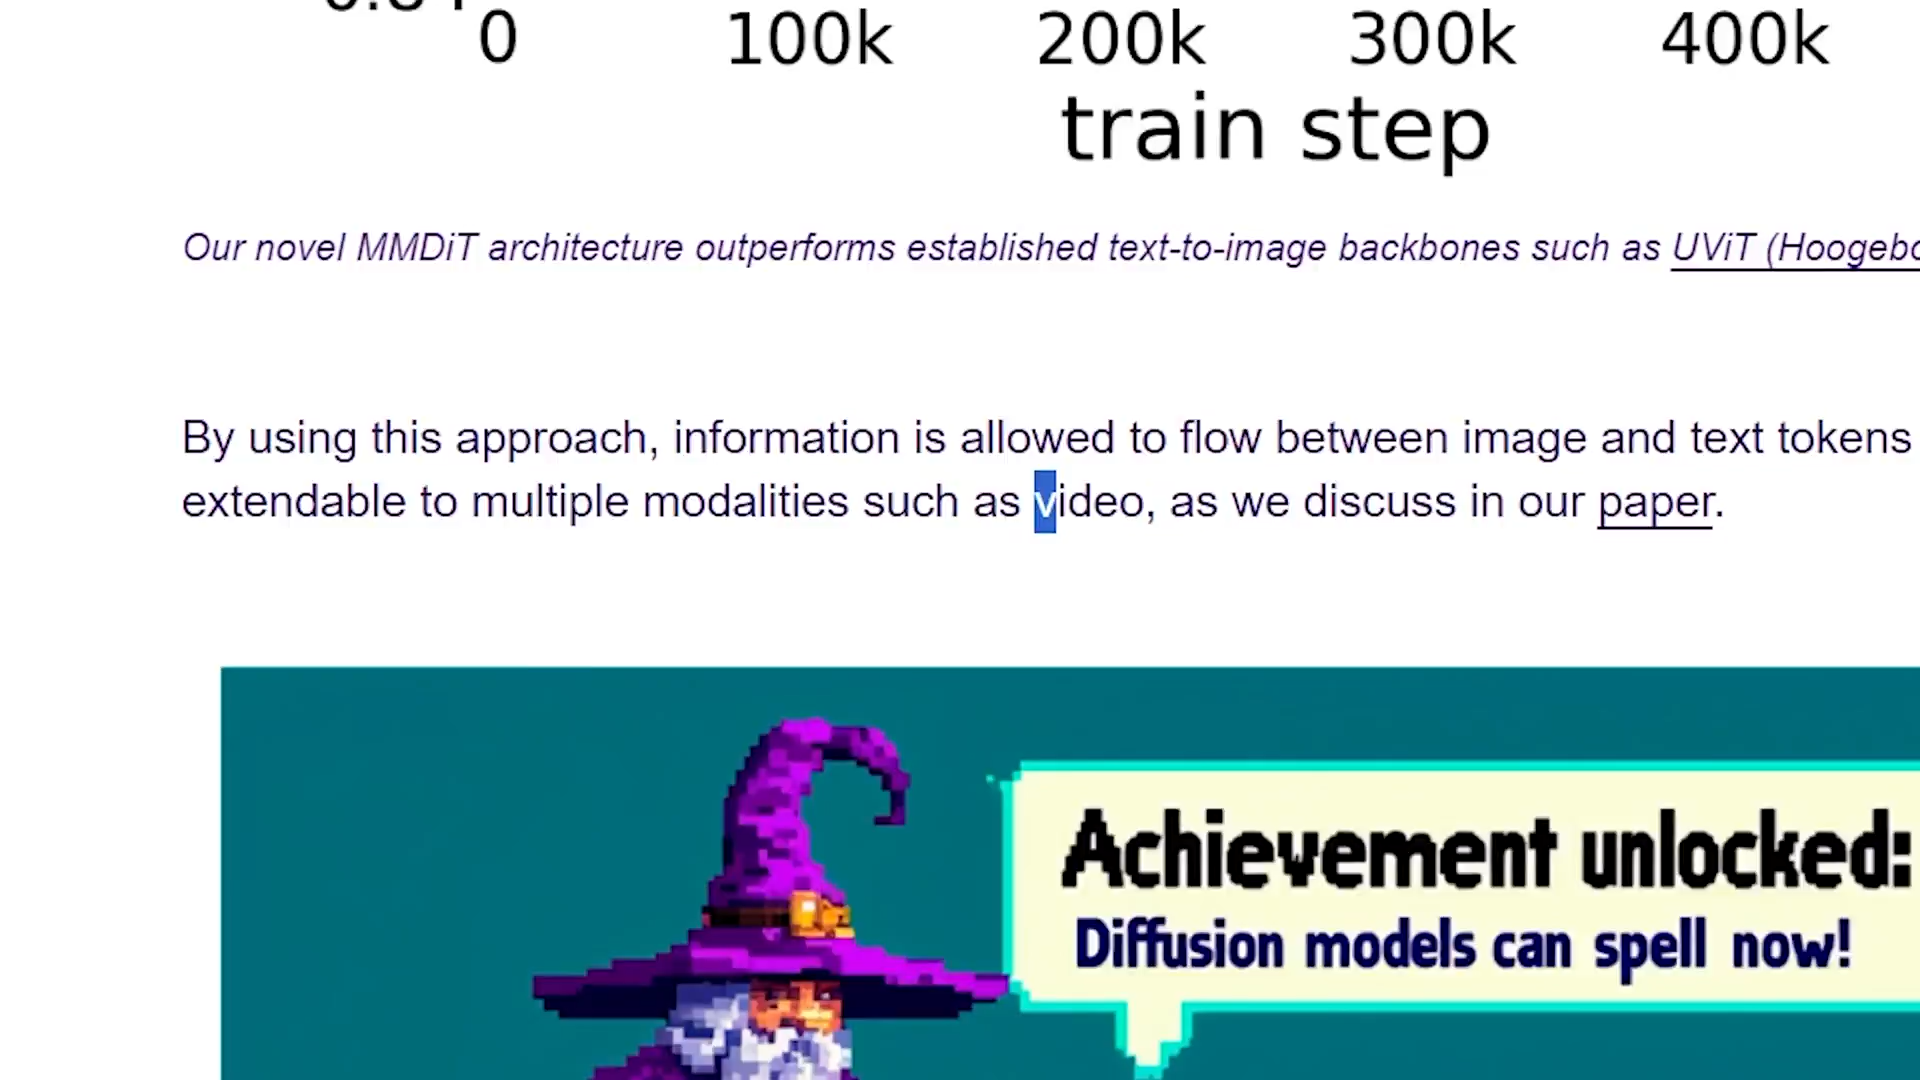 0 100k 200k 300k 400k
train step
Our novel MMDiT architecture outperforms established text-to-image backbones such as UViT
By using this approach, information is allowed to flow between image and text tokens
extendable to multiple modalities such as video, as we discuss in our paper.
Achievement unlocked:
Diffusion models can spell now!